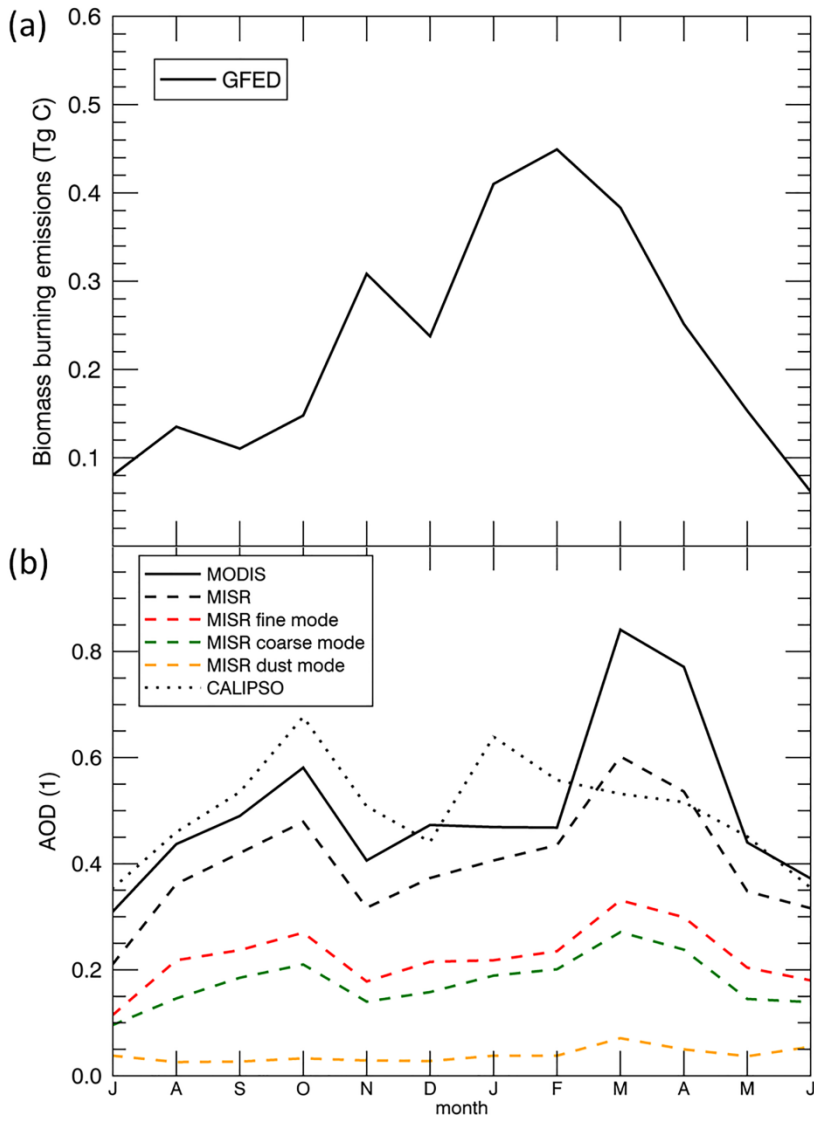 (a)
0.6
0.5
0.4
0.3
0.2
0.1
Biomass burning emissions (Tg C)
GFED
(b)
MODIS
MISR
MISR fine mode
MISR coarse mode
MISR dust mode
CALIPSO
0.8
0.6
0.4
0.2
0.0
AOD (1)
J A S O N D J F M A M J
month